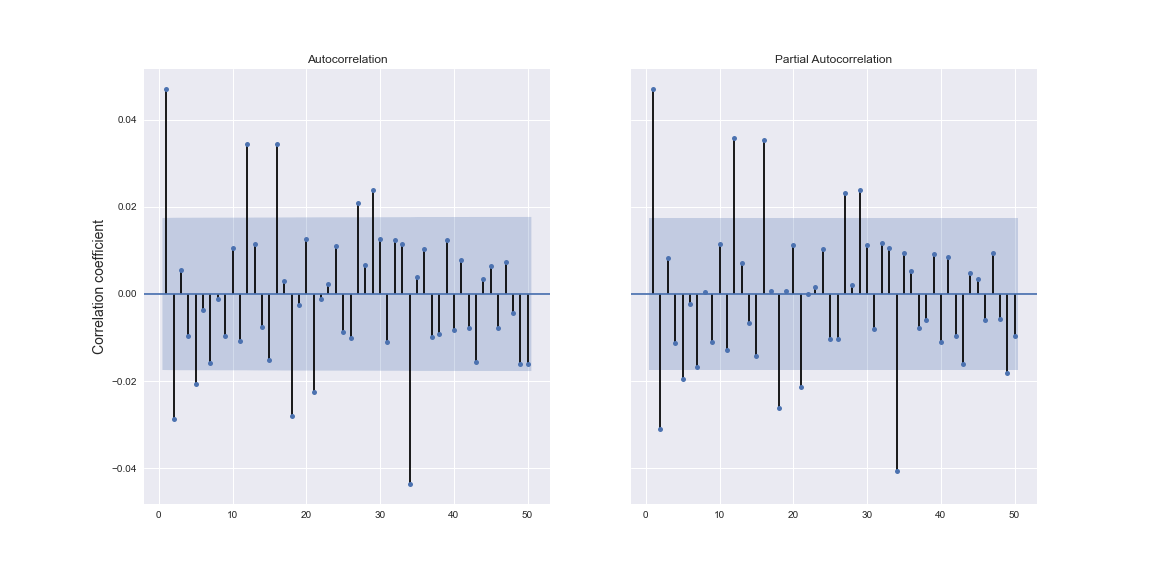 Autocorrelation
Partial Autocorrelation
Correlation coefficient
0.04
0.02
0.00
−0.02
−0.04
0 10 20 30 40 50
0 10 20 30 40 50